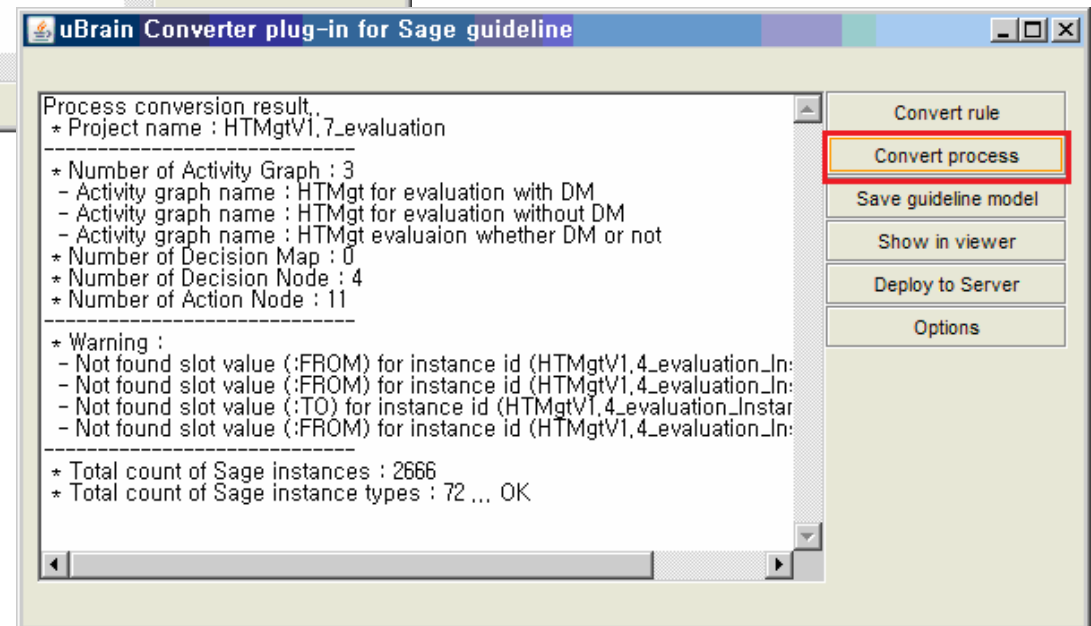 uBrain Converter plug-in for Sage guideline
Process conversion result,.
* Project name : HTMgtV1,7_evaluation
-----------------------------
* Number of Activity Graph : 3
- Activity graph name : HTMgt for evaluation with DM
- Activity graph name : HTMgt for evaluation without DM
- Activity graph name : HTMgt evaluaion whether DM or not
* Number of Decision Map : 0
* Number of Decision Node : 4
* Number of Action Node : 11
-----------------------------
* Warning :
- Not found slot value (:FROM) for instance id (HTMgtV1,4_evaluation_Ins
- Not found slot value (:FROM) for instance id (HTMgtV1,4_evaluation_Ins
- Not found slot value (:TO) for instance id (HTMgtV1,4_evaluation_Instar
- Not found slot value (:FROM) for instance id (HTMgtV1,4_evaluation_Ins
-----------------------------
* Total count of Sage instances : 2666
* Total count of Sage instance types : 72 ,,, OK
Convert rule
Convert process
Save guideline model
Show in viewer
Deploy to Server
Options